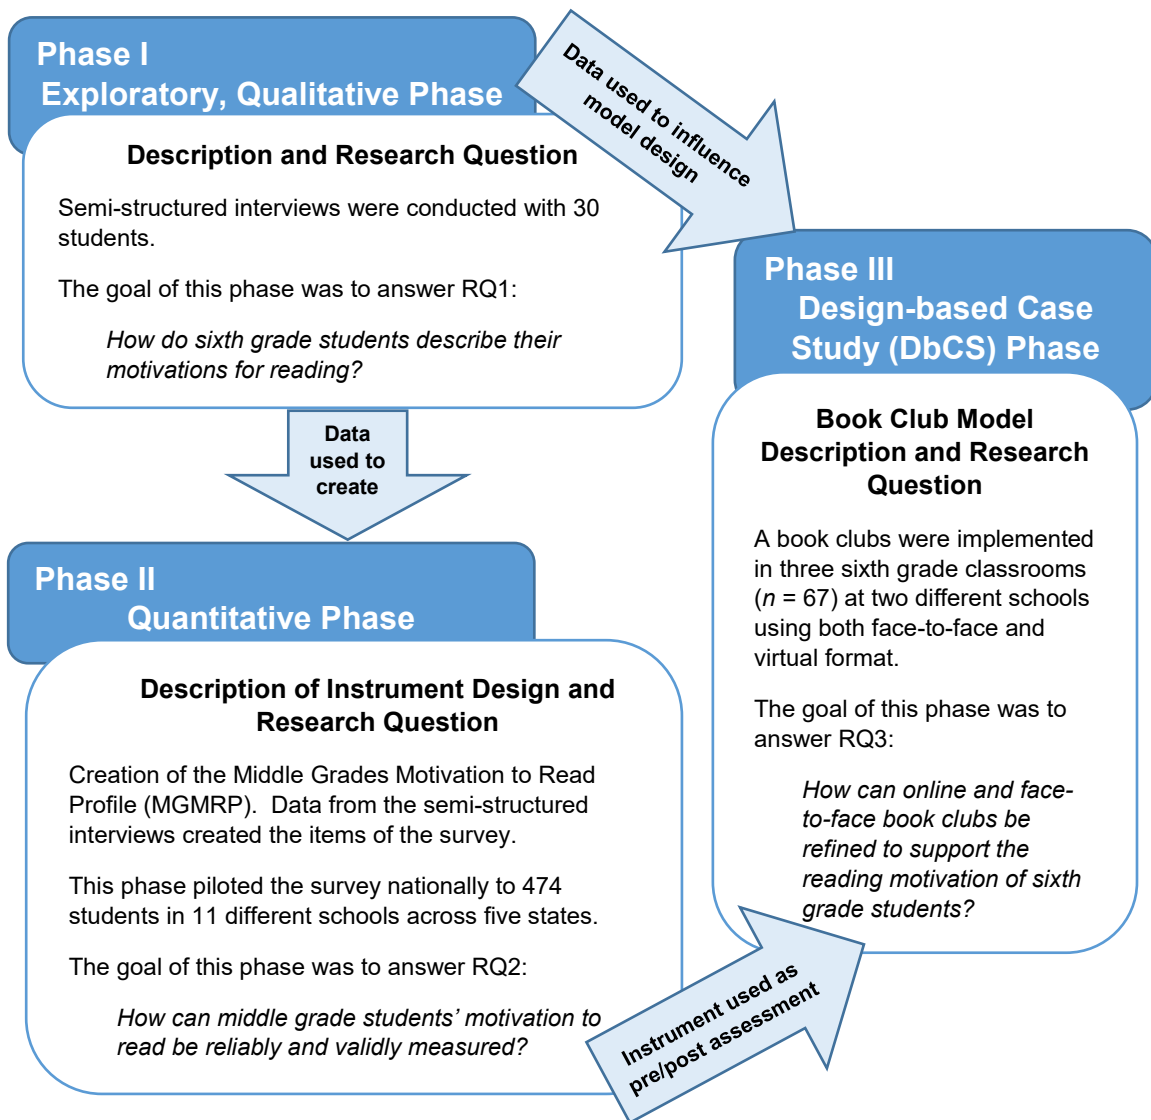 Phase I
Exploratory, Qualitative Phase
Description and Research Question
Semi-structured interviews were conducted with 30
students.
The goal of this phase was to answer RQ1:
How do sixth grade students describe their
motivations for reading?
Data used to influence
model design
Data
used to
create
Phase II
Quantitative Phase
Description of Instrument Design and
Research Question
Creation of the Middle Grades Motivation to Read
Profile (MGMRP).  Data from the semi-structured
interviews created the items of the survey.
This phase piloted the survey nationally to 474
students in 11 different schools across five states.
The goal of this phase was to answer RQ2:
How can middle grade students’ motivation to
read be reliably and validly measured?
Instrument used as
pre/post assessment
Phase III
Design-based Case
Study (DbCS) Phase
Book Club Model
Description and Research
Question
A book clubs were implemented
in three sixth grade classrooms
(n = 67) at two different schools
using both face-to-face and
virtual format.
The goal of this phase was to
answer RQ3:
How can online and face-
to-face book clubs be
refined to support the
reading motivation of sixth
grade students?